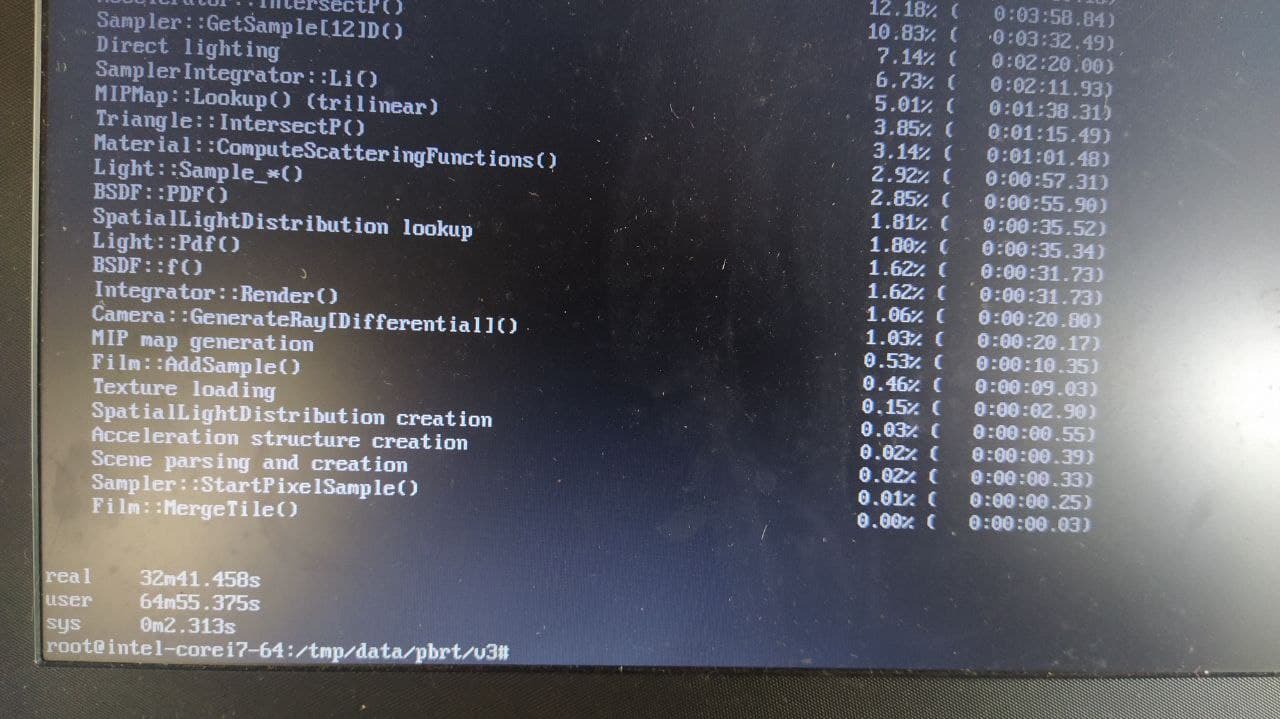 12.18% ( 0:03:58.84)
Accelerator::IntersectP() 10.83% ( 0:03:32.49)
Sampler::GetSample[12]D() 7.14% ( 0:02:20.00)
Direct lighting 6.73% ( 0:02:11.93)
SamplerIntegrator::Li() 5.01% ( 0:01:38.31)
MIPMap::Lookup() (trilinear) 3.85% ( 0:01:15.49)
Triangle::IntersectP() 3.14% ( 0:01:01.48)
Material::ComputeScatteringFunctions() 2.92% ( 0:00:57.31)
Light::Sample_*() 2.85% ( 0:00:55.90)
BSDF::PDF() 1.81% ( 0:00:35.52)
SpatialLightDistribution lookup 1.80% ( 0:00:35.34)
Light::Pdf() 1.62% ( 0:00:31.73)
BSDF::f() 1.62% ( 0:00:31.73)
Integrator::Render() 1.06% ( 0:00:20.80)
Camera::GenerateRay[Differential]() 1.03% ( 0:00:20.17)
MIP map generation 0.53% ( 0:00:10.35)
Film::AddSample() 0.46% ( 0:00:09.03)
Texture loading 0.15% ( 0:00:02.90)
SpatialLightDistribution creation 0.03% ( 0:00:00.55)
Acceleration structure creation 0.02% ( 0:00:00.39)
Scene parsing and creation 0.02% ( 0:00:00.33)
Sampler::StartPixelSample() 0.01% ( 0:00:00.25)
Film::MergeTile() 0.00% ( 0:00:00.03)
real 32m41.458s
user 64m55.375s
sys 0m2.313s
root@intel-corei7-64:/tmp/data/pbrt/v3#